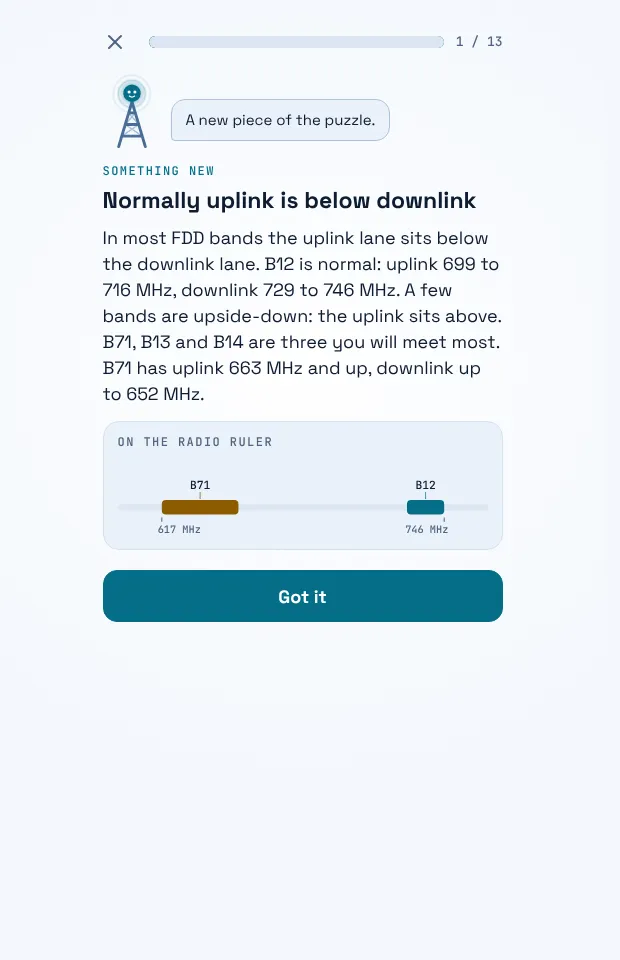 1 / 13
A new piece of the puzzle.
SOMETHING NEW
Normally uplink is below downlink
In most FDD bands the uplink lane sits below
the downlink lane. B12 is normal: uplink 699 to
716 MHz, downlink 729 to 746 MHz. A few
bands are upside-down: the uplink sits above.
B71, B13 and B14 are three you will meet most.
B71 has uplink 663 MHz and up, downlink up
to 652 MHz.
ON THE RADIO RULER
B71 B12
617 MHz 746 MHz
Got it